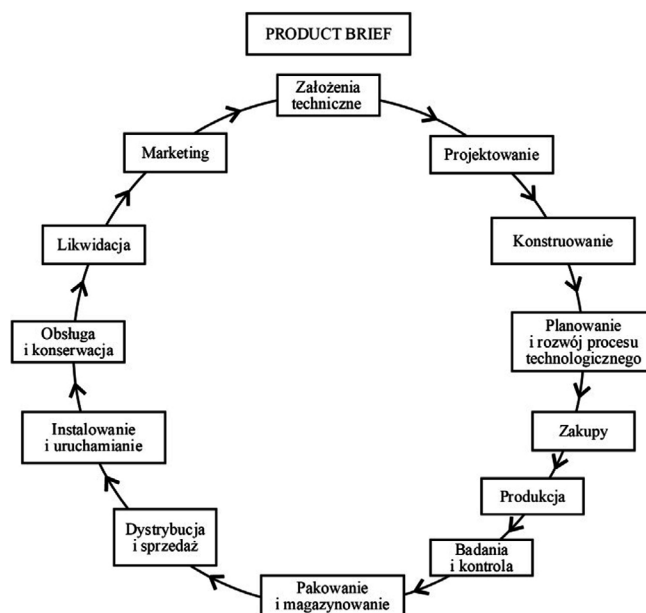 PRODUCT BRIEF
Założenia
techniczne
Projektowanie
Konstruowanie
Planowanie
i rozwój procesu
technologicznego
Zakupy
Produkcja
Badania
i kontrola
Pakowanie
i magazynowanie
Dystrybucja
i sprzedaż
Instalowanie
i uruchamianie
Obsługa
i konserwacja
Likwidacja
Marketing